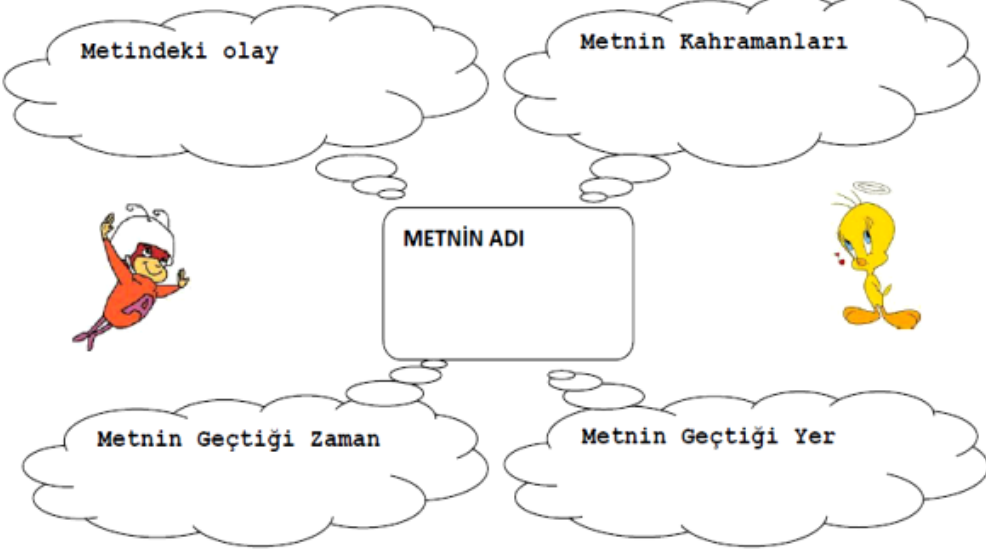 Metindeki olay
Metnin Kahramanları
METNİN ADI
Metnin Geçtiği Zaman
Metnin Geçtiği Yer